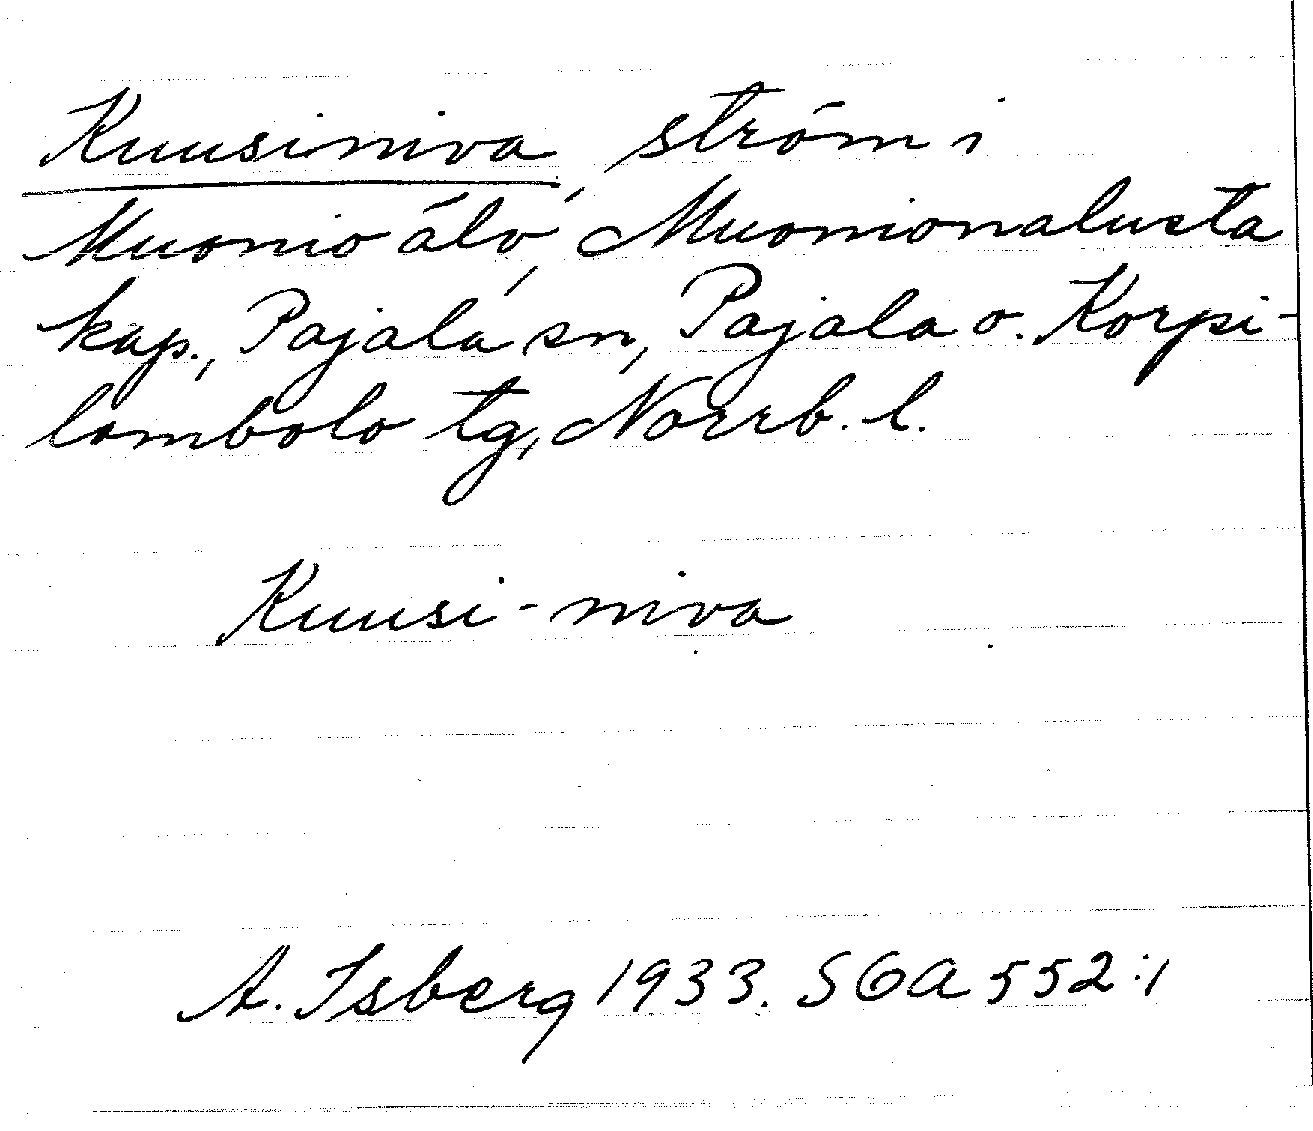 Kuusiniva, ström i
Muonio älv, Muonionalusta
kap., Pajala sn, Pajala o. Korpi-
lombolo tg, Norrb. l.
Kuusi-niva
A. Isberg 1933. SOA 552:1